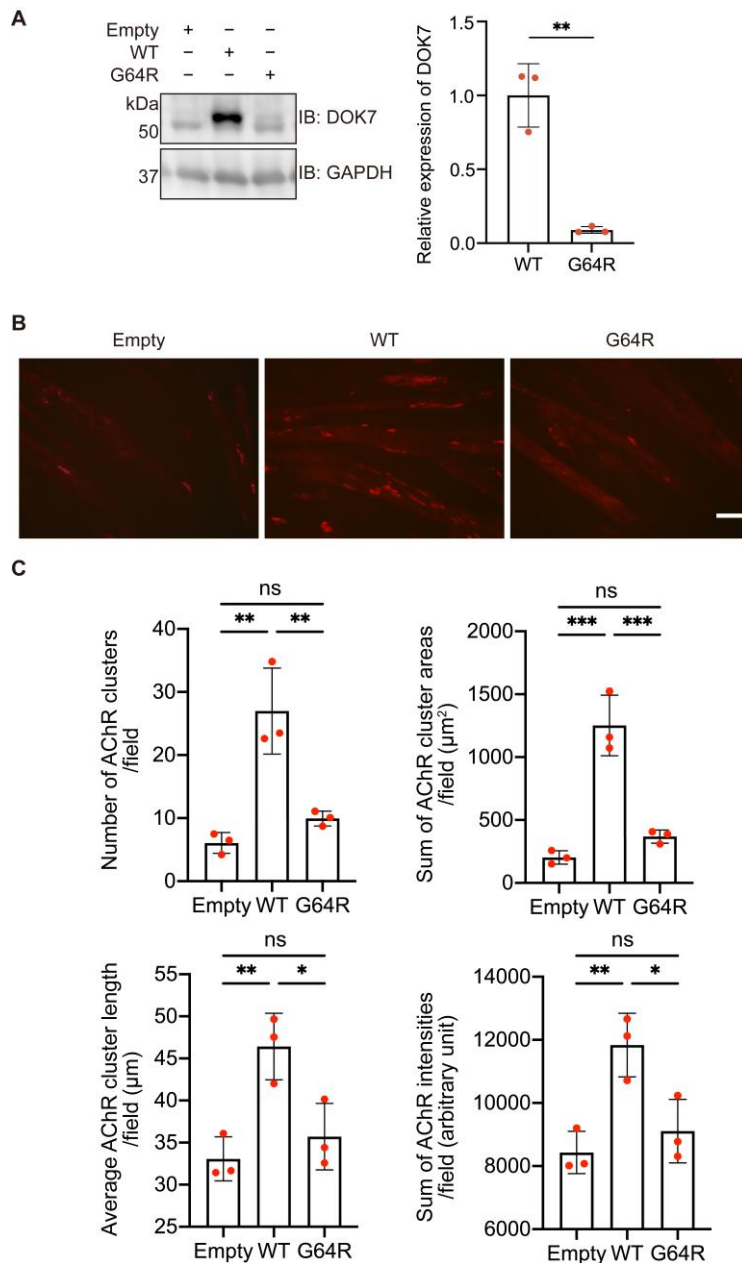 A
Empty + – –
WT – + –
G64R – – +
kDa
50
IB: DOK7
37
IB: GAPDH
Relative expression of DOK7
1.5
1.0
0.5
0.0
**
WT G64R
B
Empty WT G64R
C
Number of AChR clusters
/field
40
30
20
10
0
ns
** **
Empty WT G64R
Sum of AChR cluster areas
/field (µm²)
2000
1500
1000
500
0
ns
*** ***
Empty WT G64R
Average AChR cluster length
/field (µm)
55
50
45
40
35
30
25
ns
** *
Empty WT G64R
Sum of AChR intensities
/field (arbitrary unit)
14000
12000
10000
8000
6000
ns
** *
Empty WT G64R